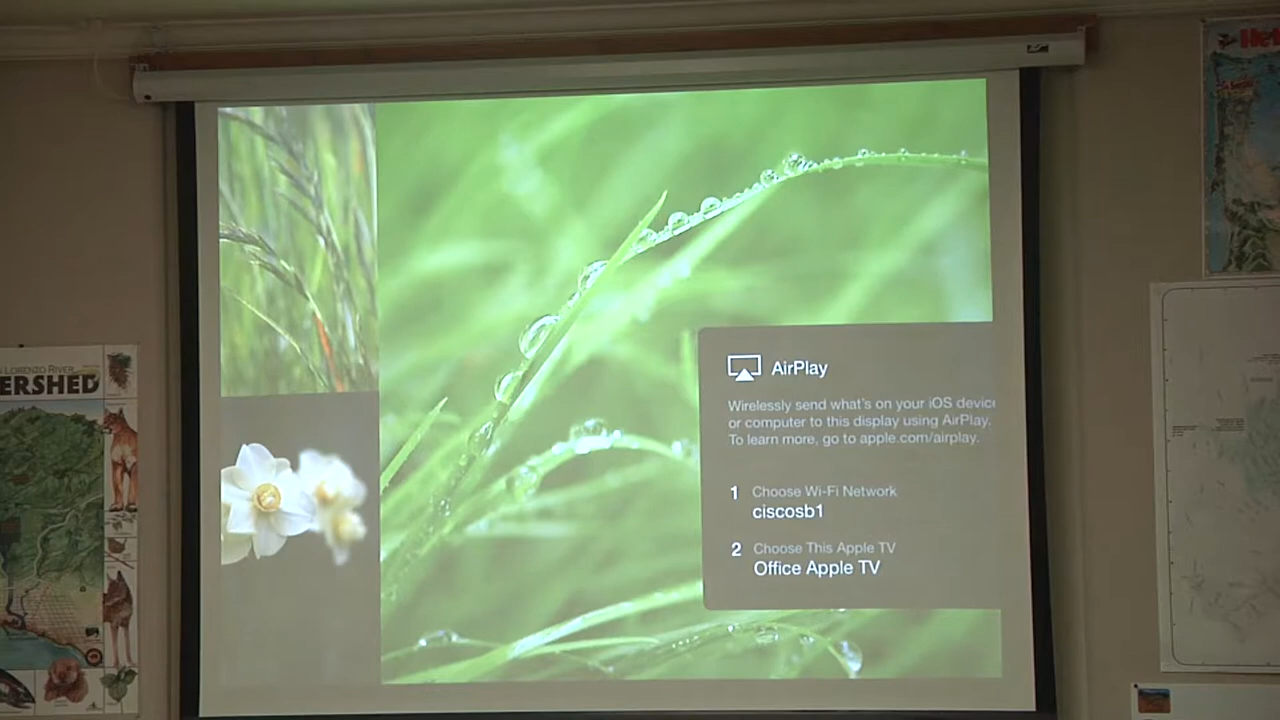 LORENZO RIVER
ERSHED
AirPlay
Wirelessly send what's on your iOS device
or computer to this display using AirPlay.
To learn more, go to apple.com/airplay.
1 Choose Wi-Fi Network
ciscosb1
2 Choose This Apple TV
Office Apple TV